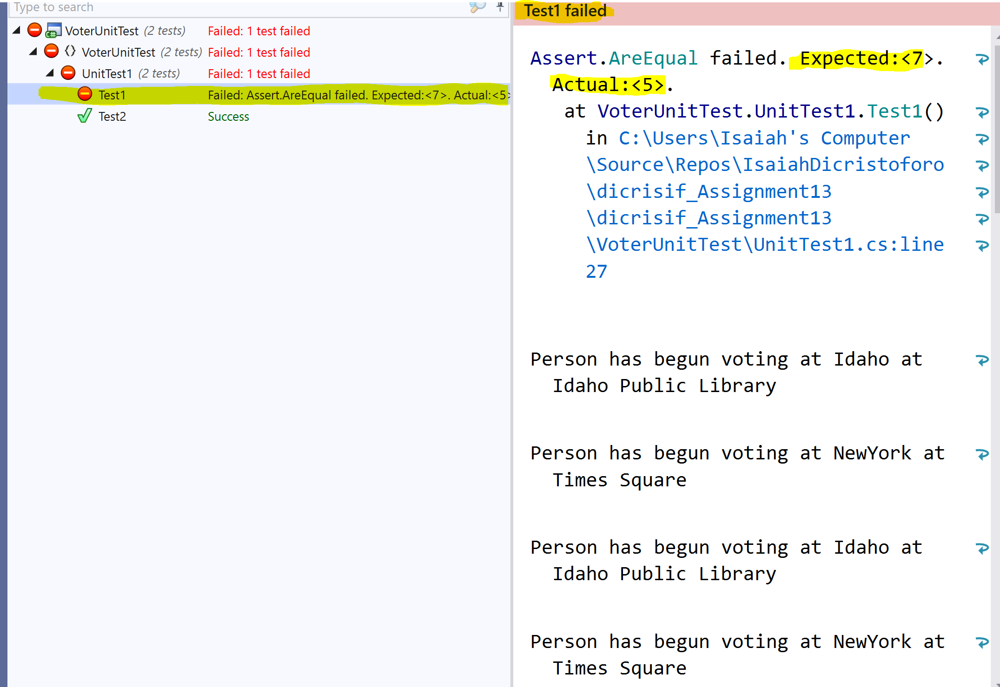 Type to search
VoterUnitTest (2 tests) Failed: 1 test failed
VoterUnitTest (2 tests) Failed: 1 test failed
UnitTest1 (2 tests) Failed: 1 test failed
Test1 Failed: Assert.AreEqual failed. Expected:<7>. Actual:<5>
Test2 Success
Test1 failed
Assert.AreEqual failed. Expected:<7>.
Actual:<5>.
at VoterUnitTest.UnitTest1.Test1()
in C:\Users\Isaiah's Computer
\Source\Repos\IsaiahDicristoforo
\dicrisif_Assignment13
\dicrisif_Assignment13
\VoterUnitTest\UnitTest1.cs:line
27
Person has begun voting at Idaho at
Idaho Public Library
Person has begun voting at NewYork at
Times Square
Person has begun voting at Idaho at
Idaho Public Library
Person has begun voting at NewYork at
Times Square